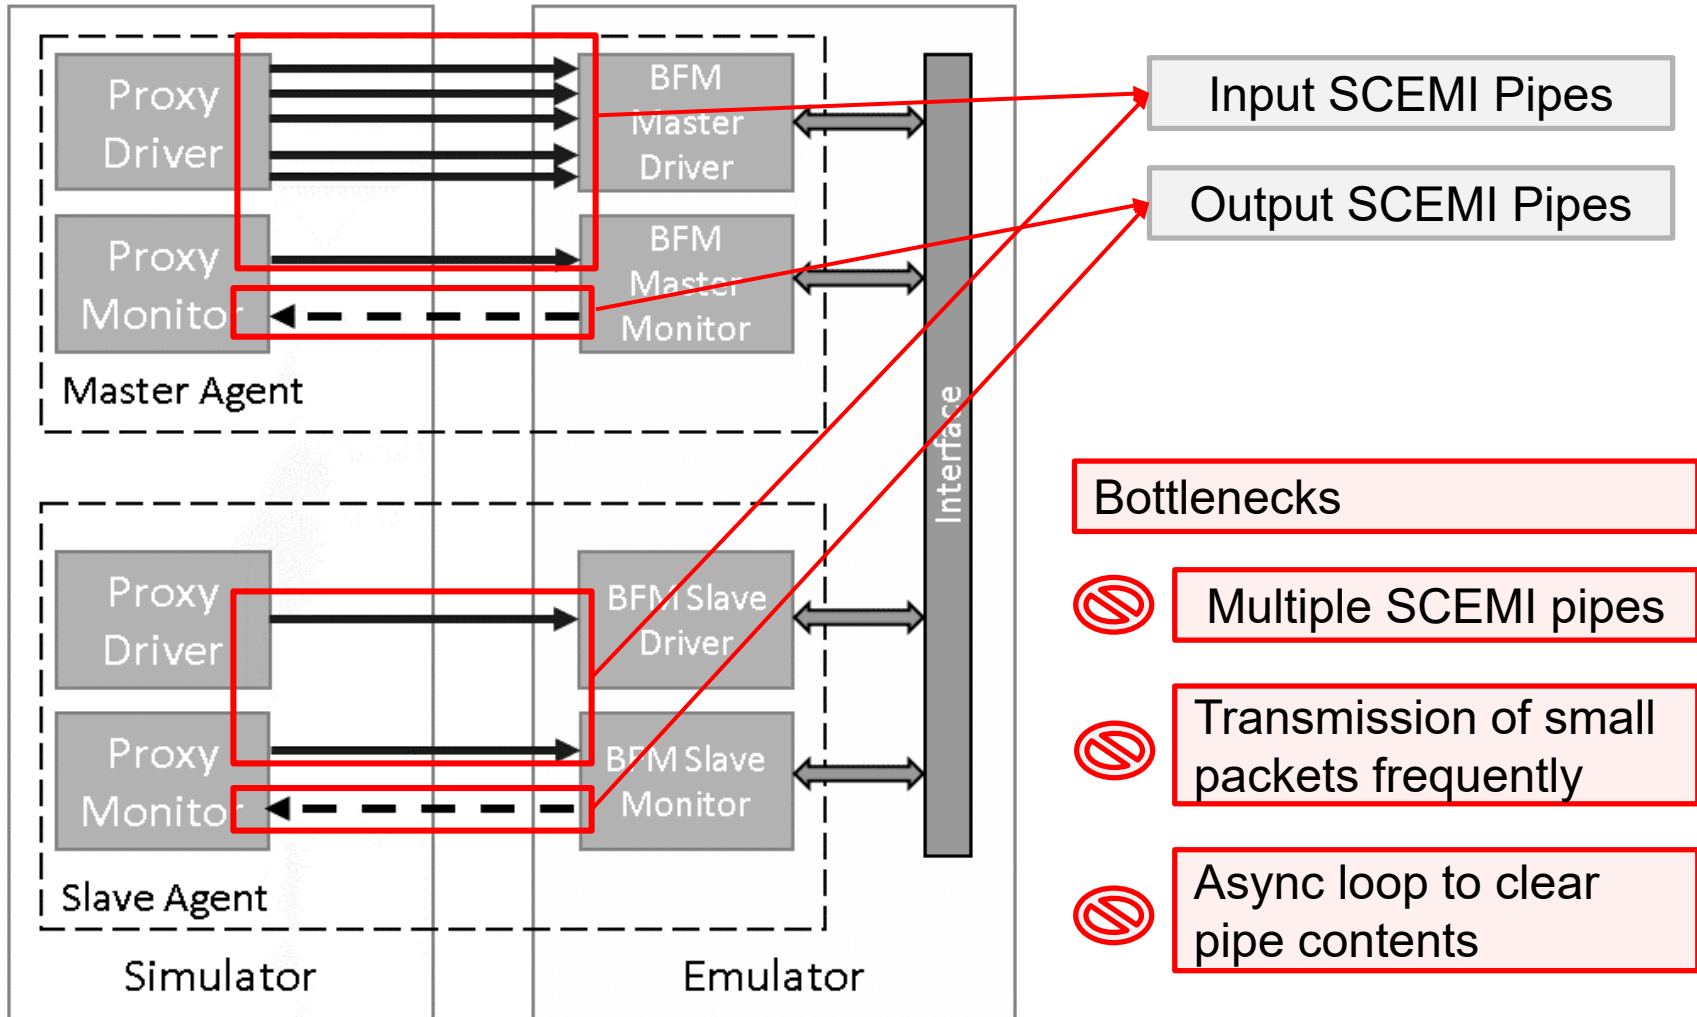 Proxy
Driver
BFM
Master
Driver
Proxy
Monitor
BFM
Master
Monitor
Master Agent
Proxy
Driver
BFM Slave
Driver
Proxy
Monitor
BFM Slave
Monitor
Slave Agent
Simulator
Emulator
Interface
Input SCEMI Pipes
Output SCEMI Pipes
Bottlenecks
Multiple SCEMI pipes
Transmission of small
packets frequently
Async loop to clear
pipe contents